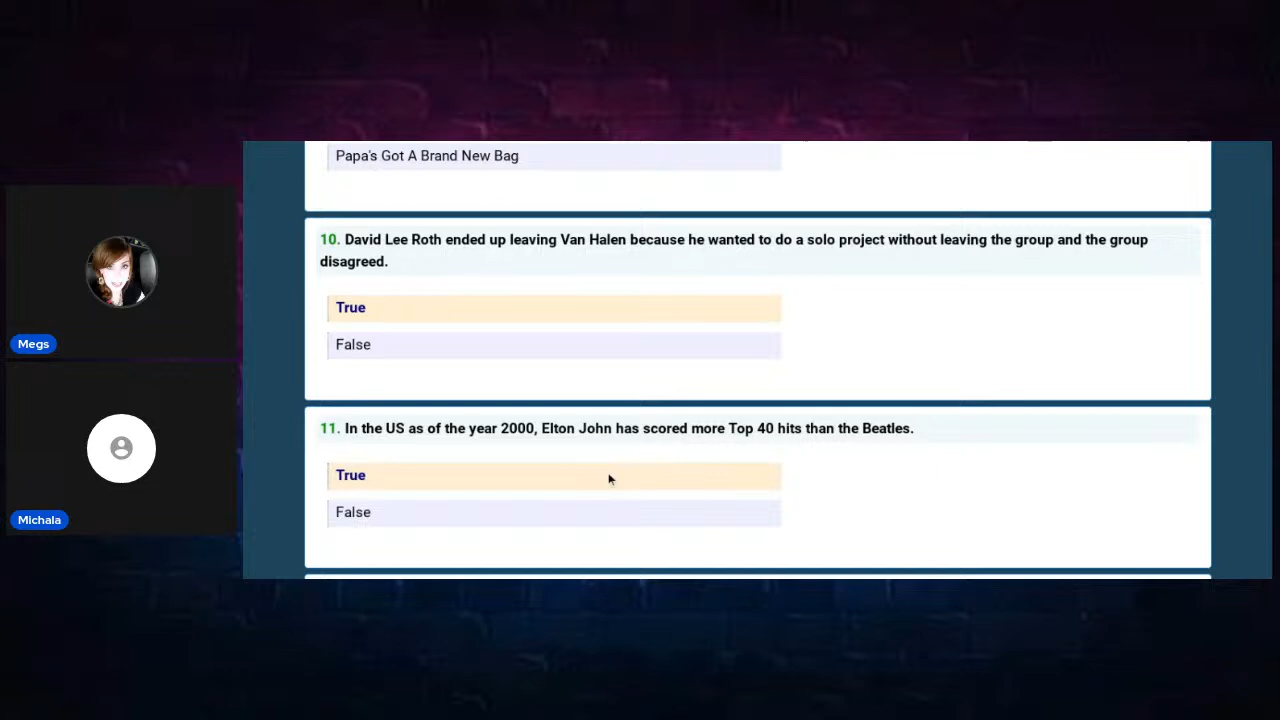 Papa's Got A Brand New Bag
10. David Lee Roth ended up leaving Van Halen because he wanted to do a solo project without leaving the group and the group
disagreed.
True
False
11. In the US as of the year 2000, Elton John has scored more Top 40 hits than the Beatles.
True
False
Megs
Michala